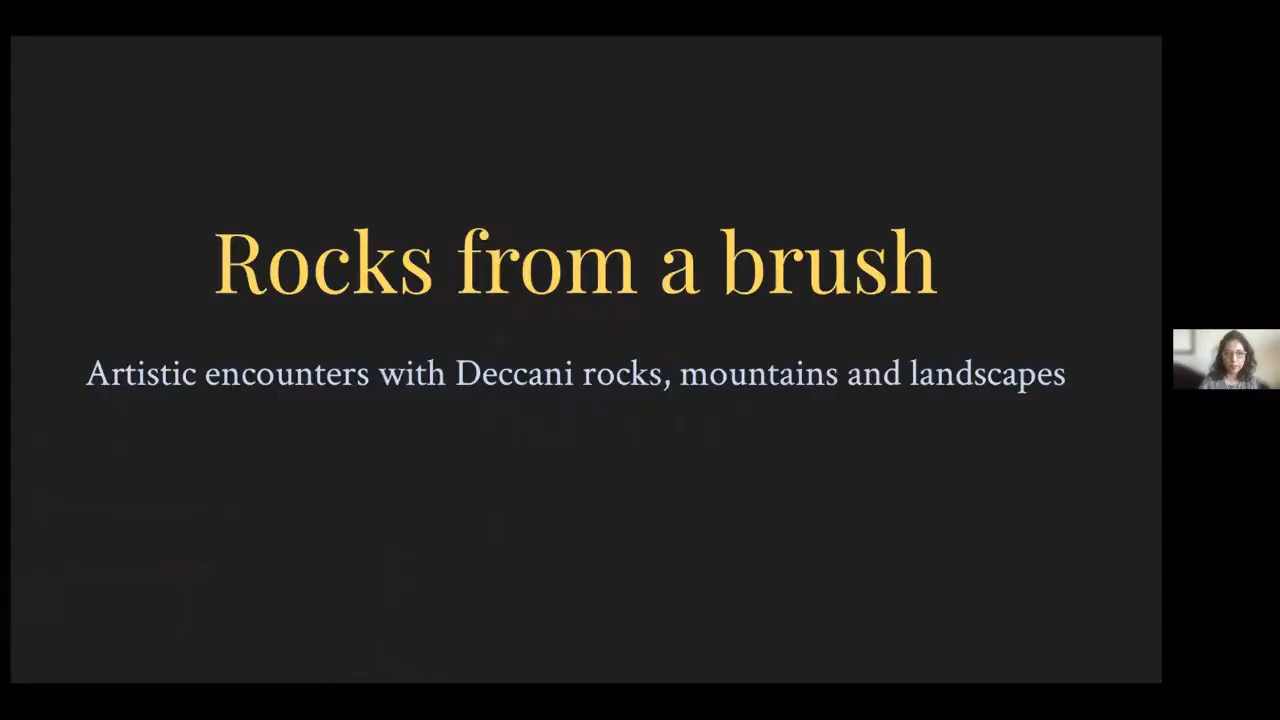 Rocks from a brush
Artistic encounters with Deccani rocks, mountains and landscapes